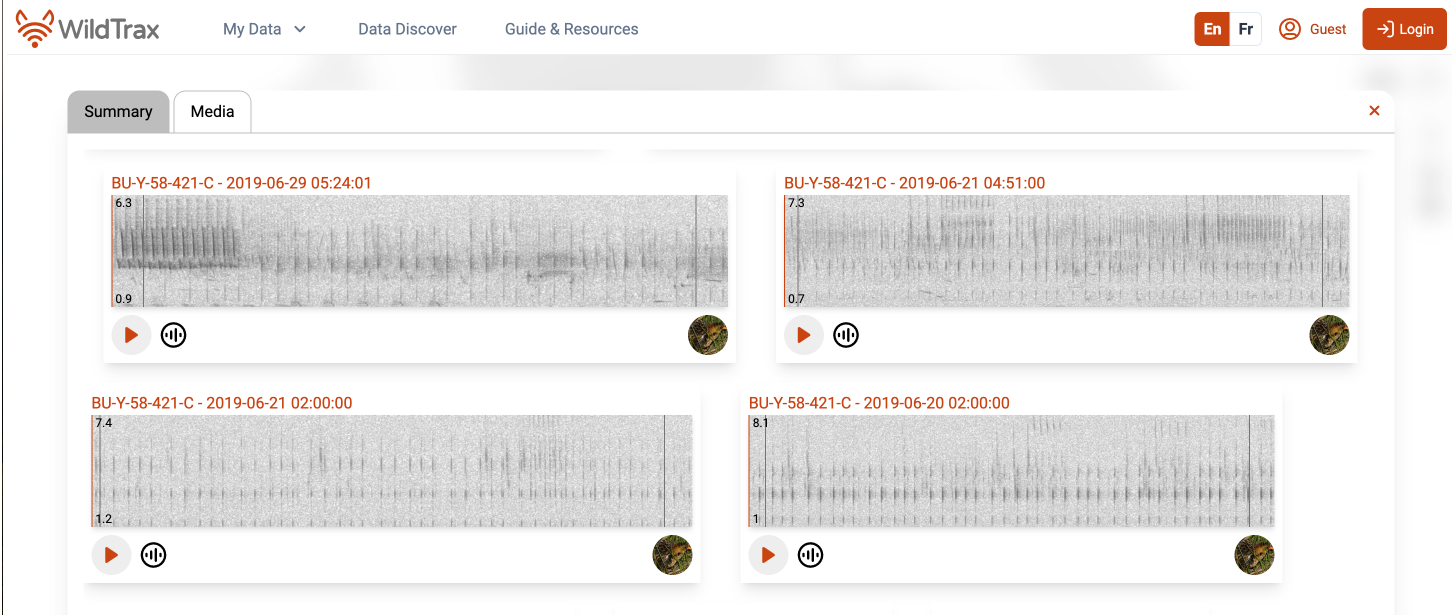 WildTrax My Data Data Discover Guide & Resources En Fr Guest Login
Summary Media
BU-Y-58-421-C - 2019-06-29 05:24:01
6.3
0.9
BU-Y-58-421-C - 2019-06-21 04:51:00
7.3
0.7
BU-Y-58-421-C - 2019-06-21 02:00:00
7.4
1.2
BU-Y-58-421-C - 2019-06-20 02:00:00
8.1
1